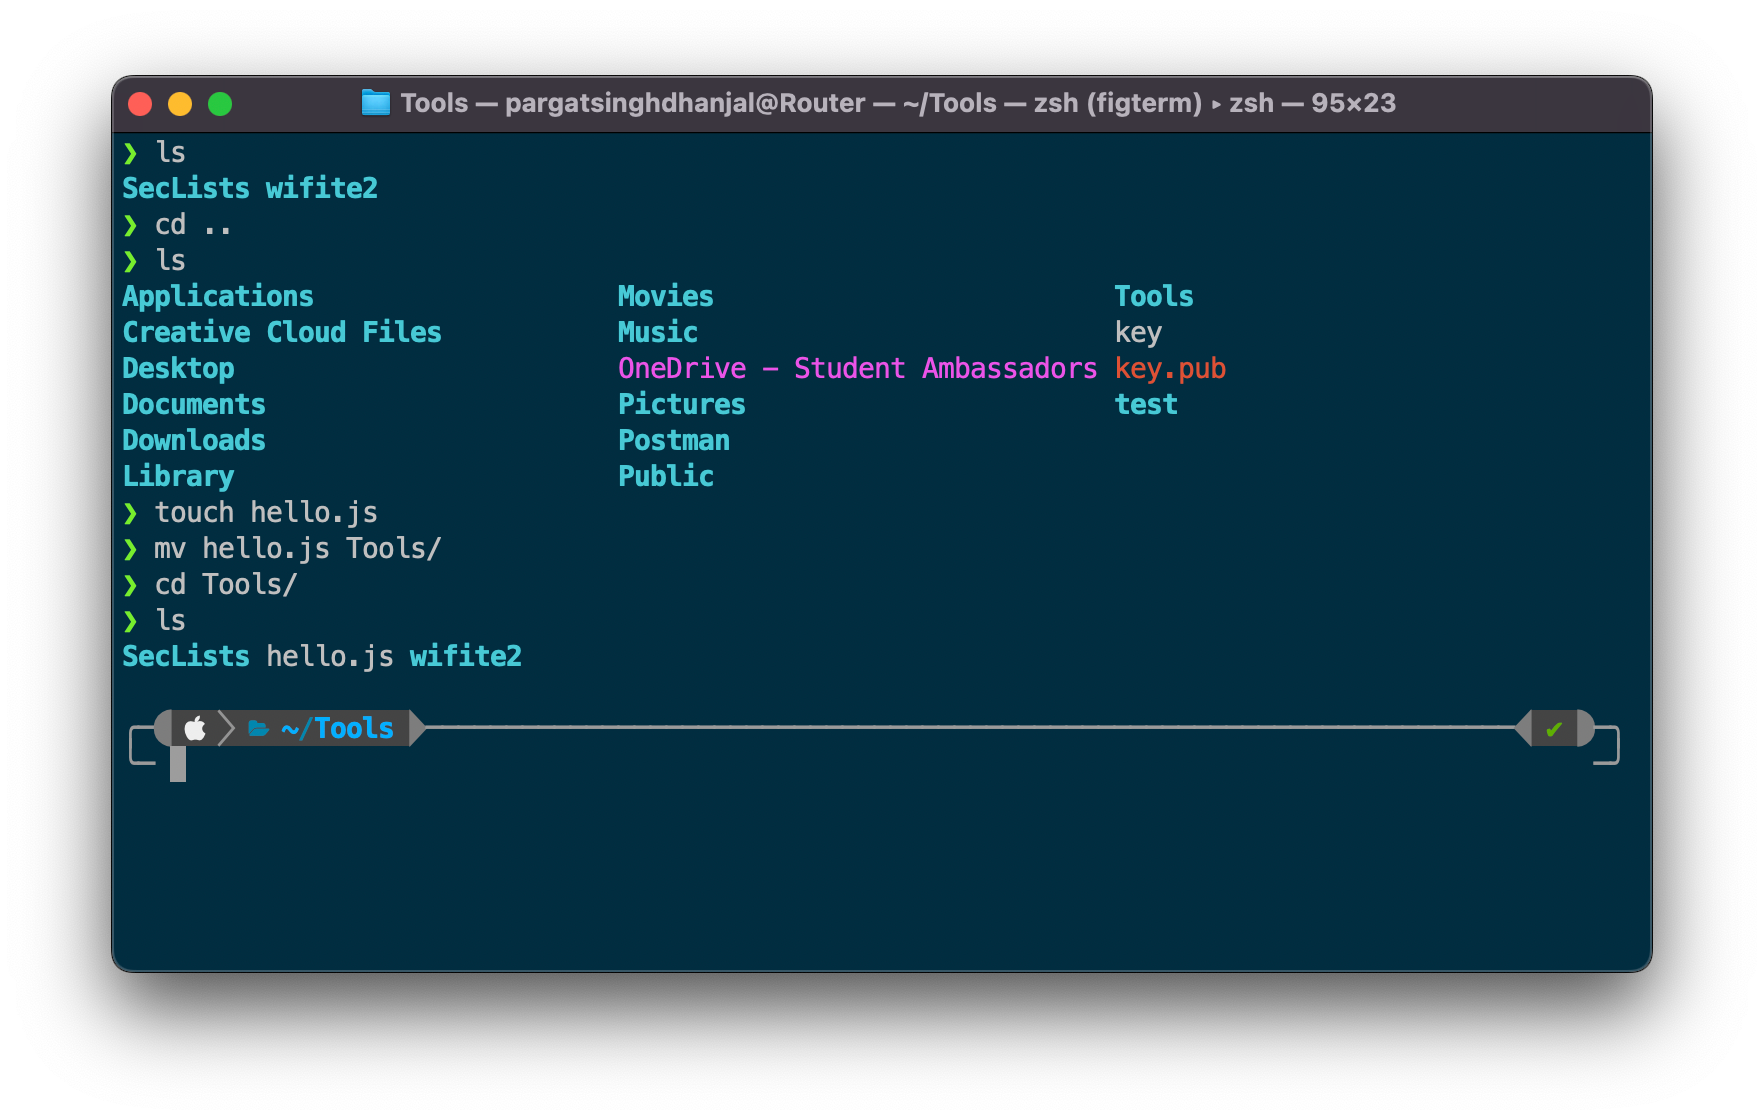 Tools — pargatsinghdhanjal@Router — ~/Tools — zsh (figterm) ▸ zsh — 95×23
❯ ls
SecLists wifite2
❯ cd ..
❯ ls
Applications Movies Tools
Creative Cloud Files Music key
Desktop OneDrive - Student Ambassadors key.pub
Documents Pictures test
Downloads Postman
Library Public
❯ touch hello.js
❯ mv hello.js Tools/
❯ cd Tools/
❯ ls
SecLists hello.js wifite2
~/Tools ✔